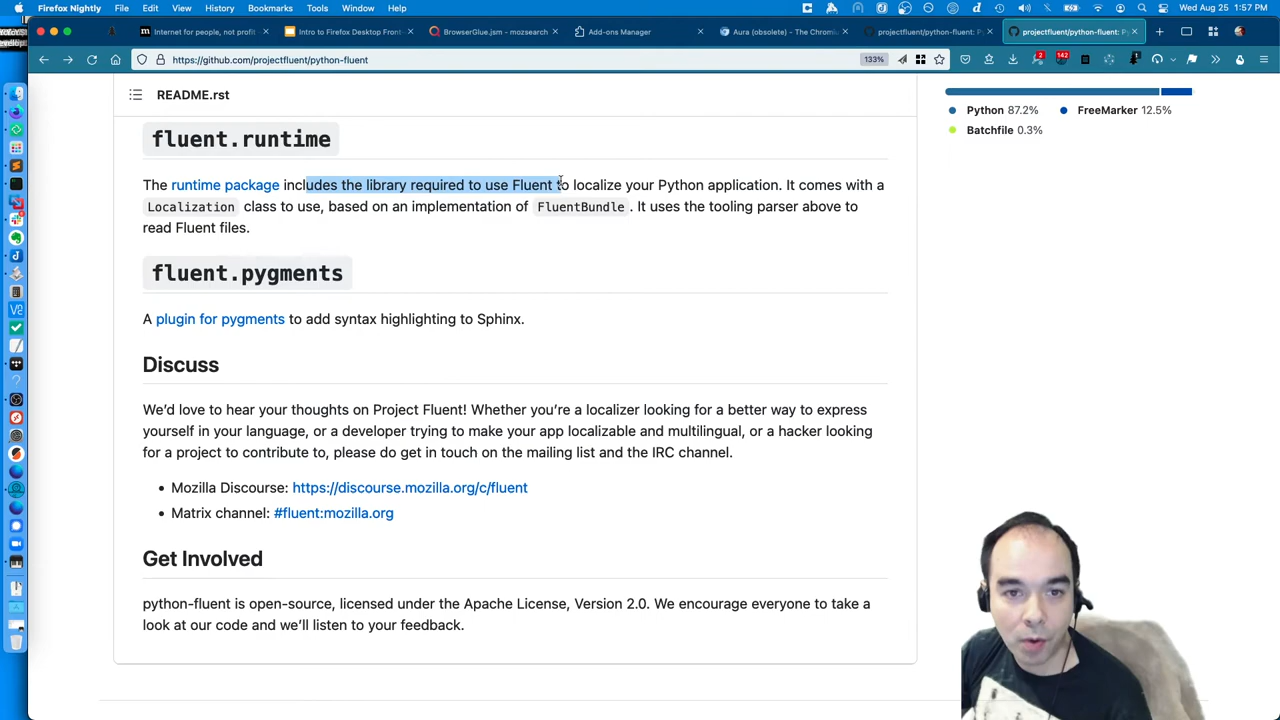 Firefox Nightly File Edit View History Bookmarks Tools Window Help
Wed Aug 25 1:57 PM
Internet for people, not profit
Intro to Firefox Desktop Front-
BrowserGlue.jsm - mozsearch
Add-ons Manager
Aura (obsolete) - The Chromiu
projectfluent/python-fluent: P
projectfluent/python-fluent: Py
https://github.com/projectfluent/python-fluent
133%
2
142
1
README.rst
Python 87.2% FreeMarker 12.5%
Batchfile 0.3%
fluent.runtime
The runtime package includes the library required to use Fluent to localize your Python application. It comes with a
Localization class to use, based on an implementation of FluentBundle. It uses the tooling parser above to
read Fluent files.
fluent.pygments
A plugin for pygments to add syntax highlighting to Sphinx.
Discuss
We’d love to hear your thoughts on Project Fluent! Whether you’re a localizer looking for a better way to express
yourself in your language, or a developer trying to make your app localizable and multilingual, or a hacker looking
for a project to contribute to, please do get in touch on the mailing list and the IRC channel.
• Mozilla Discourse: https://discourse.mozilla.org/c/fluent
• Matrix channel: #fluent:mozilla.org
Get Involved
python-fluent is open-source, licensed under the Apache License, Version 2.0. We encourage everyone to take a
look at our code and we’ll listen to your feedback.